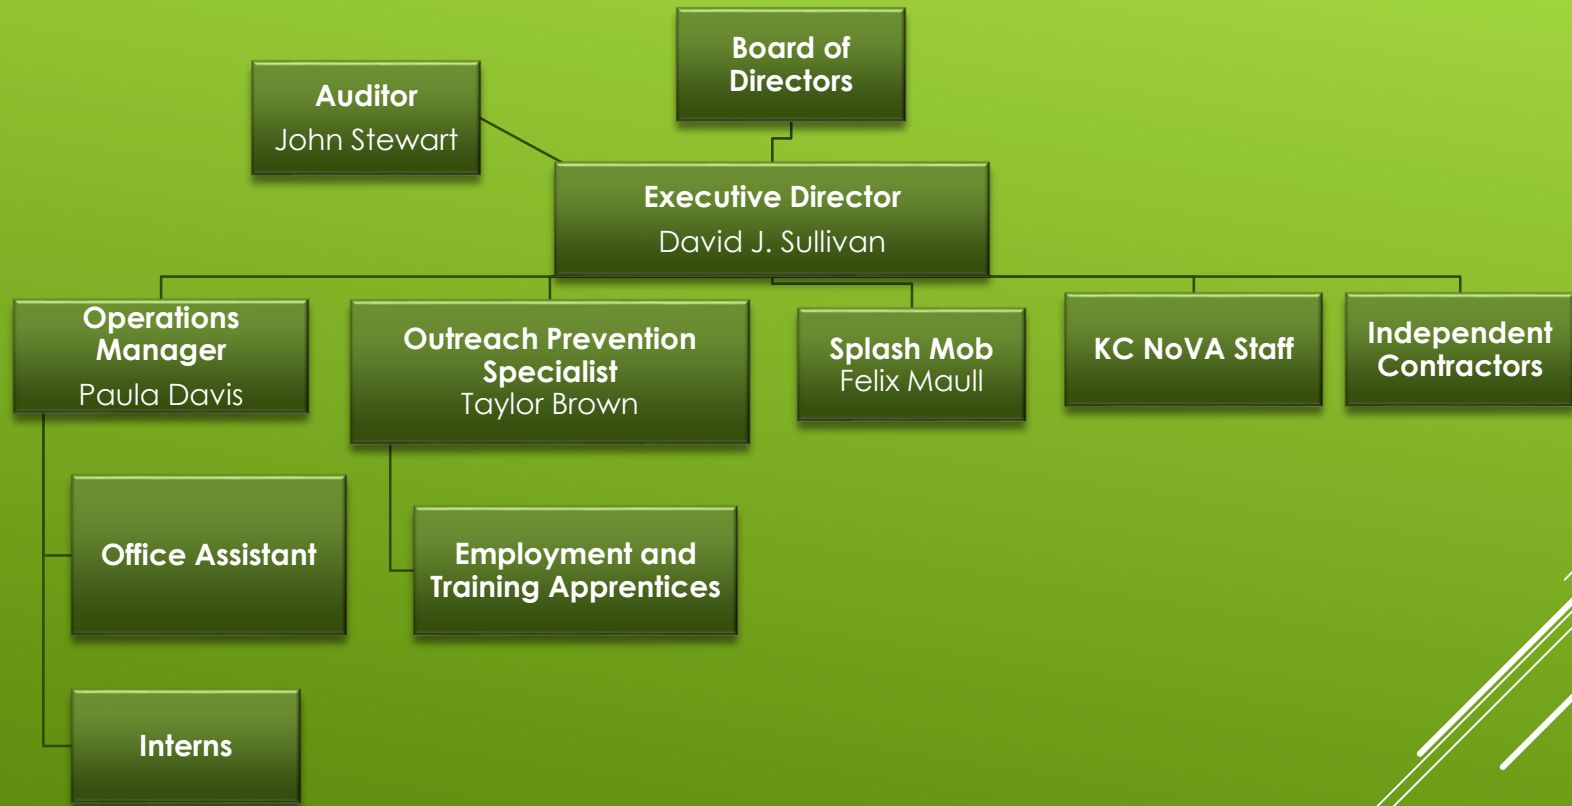 Board of
Directors
Auditor
John Stewart
Executive Director
David J. Sullivan
Operations
Manager
Paula Davis
Outreach Prevention
Specialist
Taylor Brown
Splash Mob
Felix Maull
KC NoVA Staff
Independent
Contractors
Office Assistant
Employment and
Training Apprentices
Interns